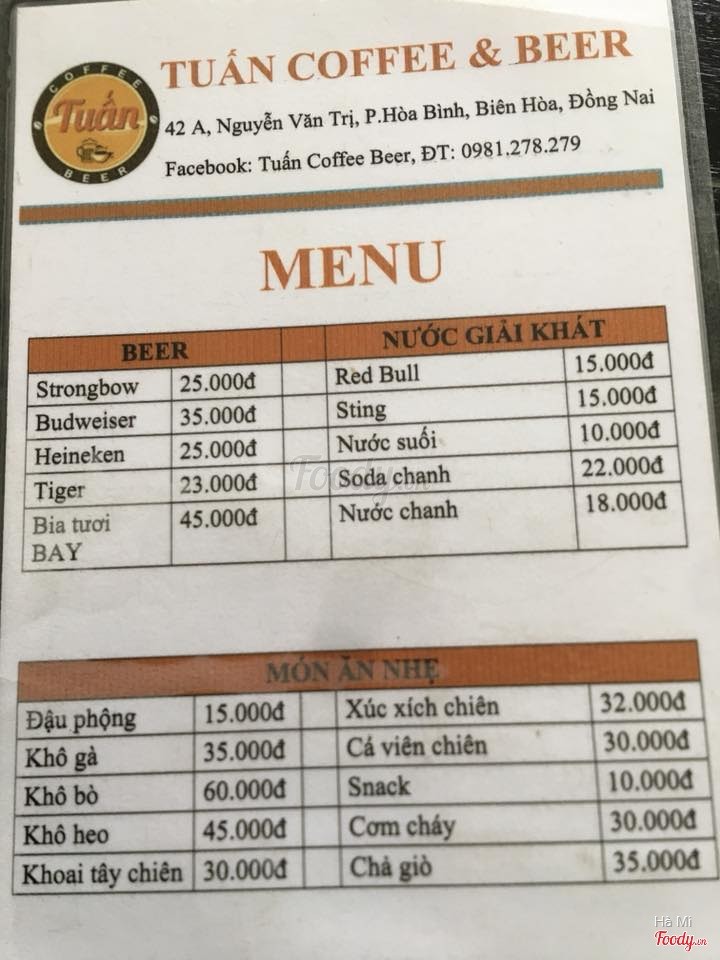 COFFEE
Tuấn
BEER
TUẤN COFFEE & BEER
42 A, Nguyễn Văn Trị, P.Hòa Bình, Biên Hòa, Đồng Nai
Facebook: Tuấn Coffee Beer, ĐT: 0981.278.279
MENU
BEER NƯỚC GIẢI KHÁT
Strongbow 25.000đ Red Bull 15.000đ
Budweiser 35.000đ Sting 15.000đ
Heineken 25.000đ Nước suối 10.000đ
Tiger 23.000đ Soda chanh 22.000đ
Bia tươi 45.000đ Nước chanh 18.000đ
BAY
Foody.vn
MÓN ĂN NHẸ
Đậu phộng 15.000đ Xúc xích chiên 32.000đ
Khô gà 35.000đ Cá viên chiên 30.000đ
Khô bò 60.000đ Snack 10.000đ
Khô heo 45.000đ Cơm cháy 30.000đ
Khoai tây chiên 30.000đ Chả giò 35.000đ
Hà Mi
Foody.vn